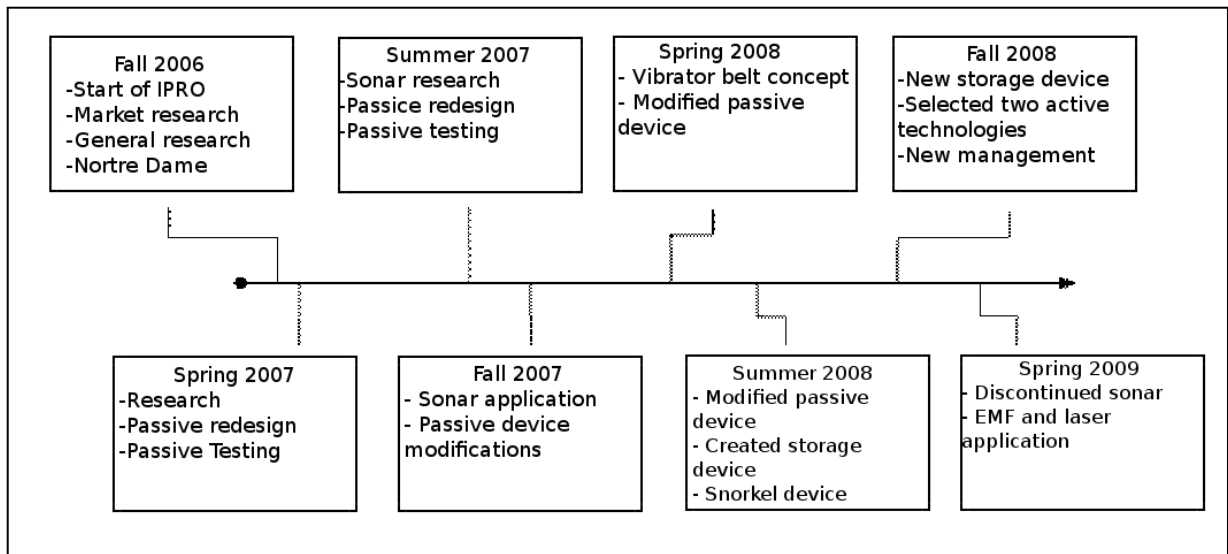 Fall 2006
-Start of IPRO
-Market research
-General research
-Nortre Dame
Summer 2007
-Sonar research
-Passice redesign
-Passive testing
Spring 2008
- Vibrator belt concept
- Modified passive
device
Fall 2008
-New storage device
-Selected two active
technologies
-New management
Spring 2007
-Research
-Passive redesign
-Passive Testing
Fall 2007
- Sonar application
- Passive device
modifications
Summer 2008
- Modified passive
device
- Created storage
device
- Snorkel device
Spring 2009
- Discontinued sonar
- EMF and laser
application